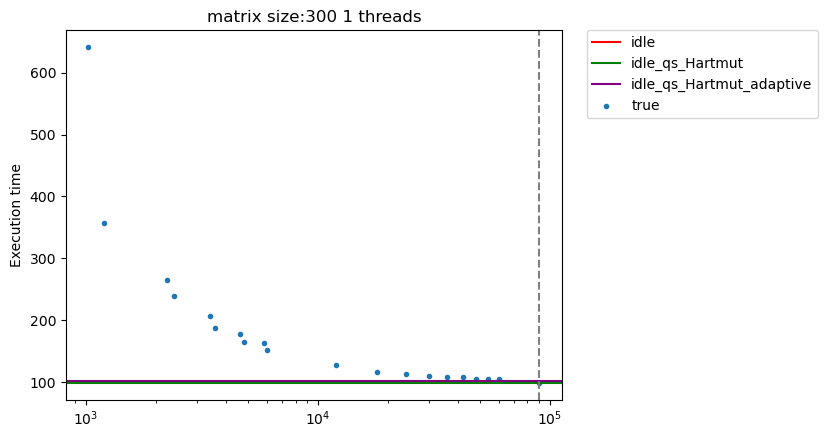 matrix size:300 1 threads
idle
idle_qs_Hartmut
idle_qs_Hartmut_adaptive
true
Execution time
600
500
400
300
200
100
10³
10⁴
10⁵